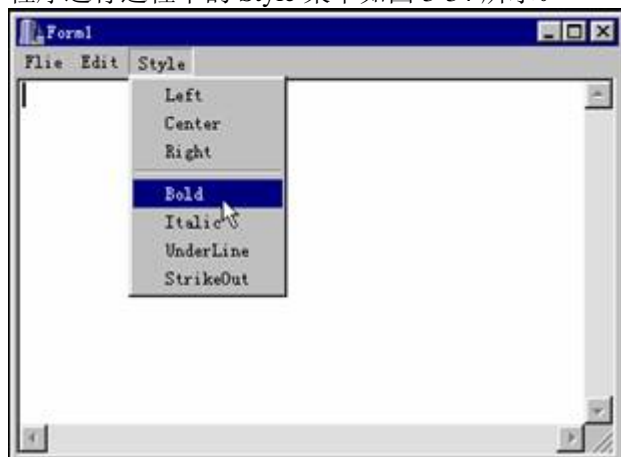 Form1
Flie Edit Style
Left
Center
Right
Bold
Italic
UnderLine
StrikeOut